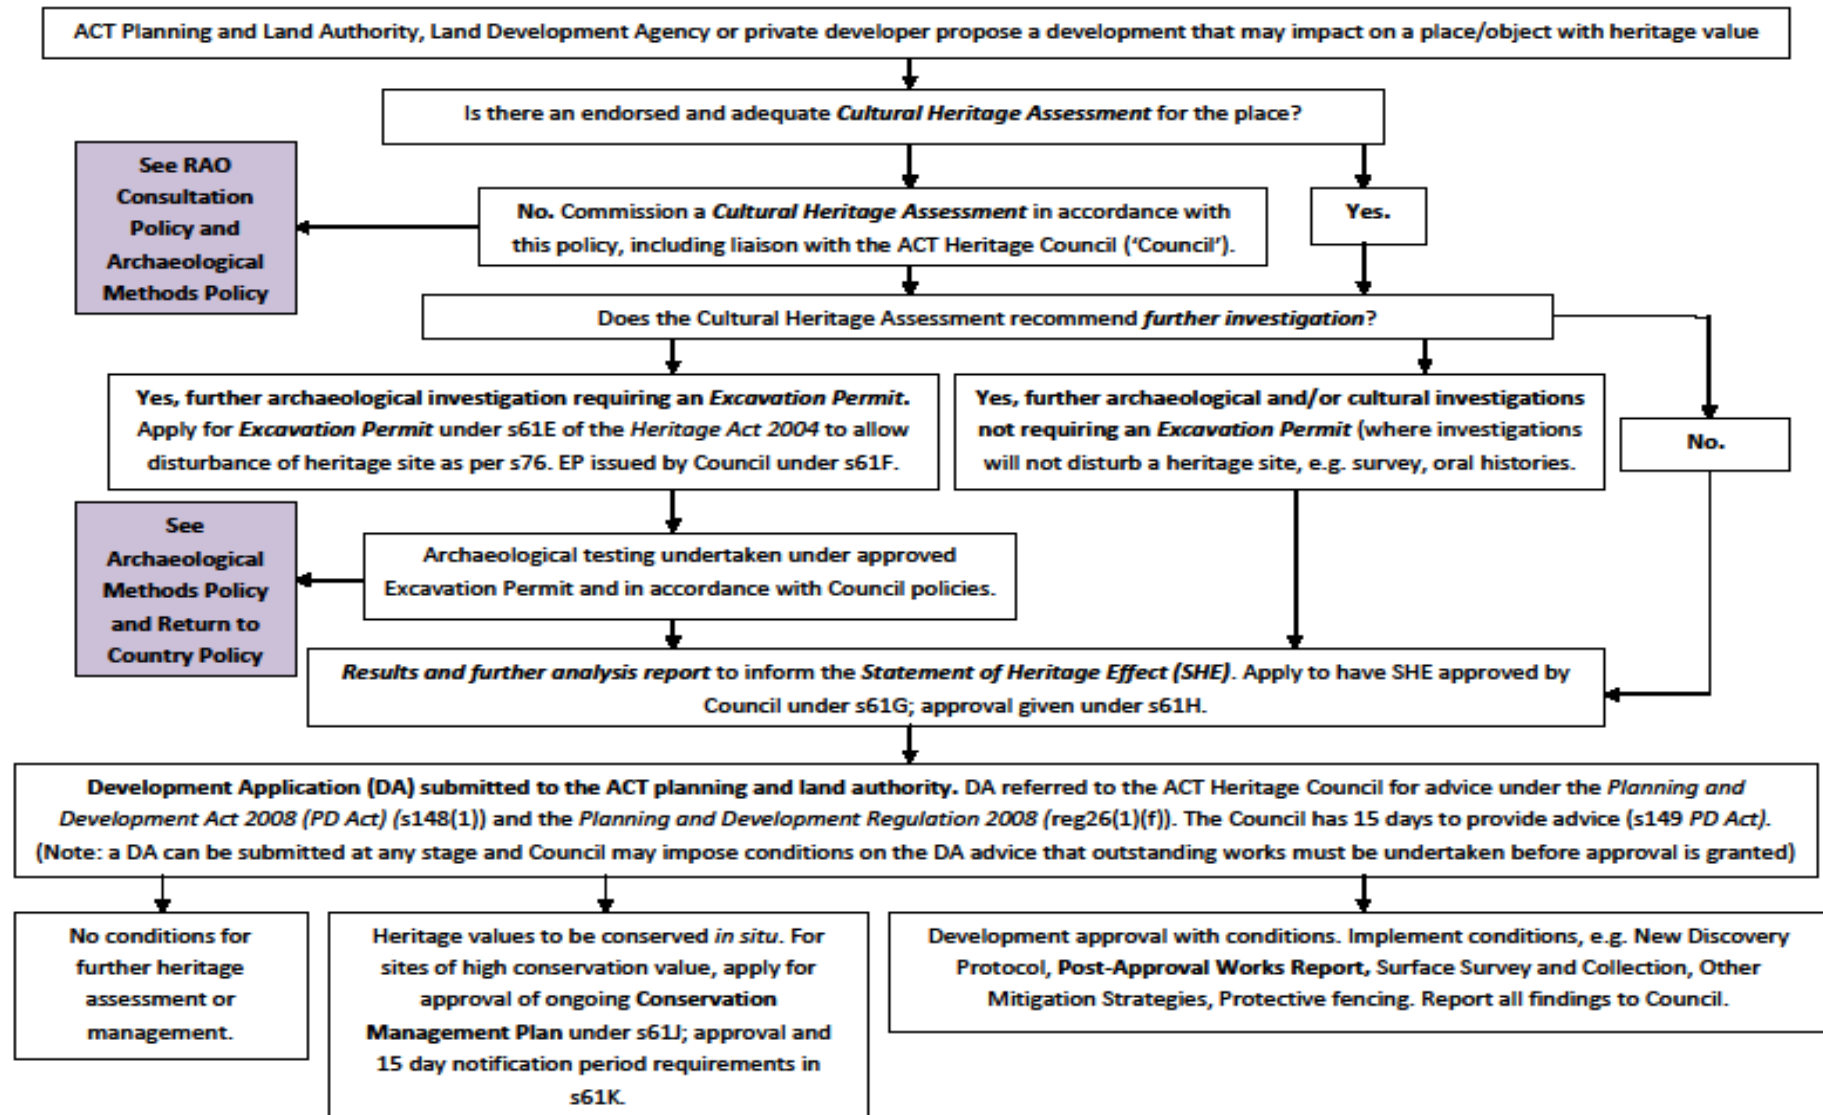 ACT Planning and Land Authority, Land Development Agency or private developer propose a development that may impact on a place/object with heritage value
Is there an endorsed and adequate Cultural Heritage Assessment for the place?
See RAO
Consultation
Policy and
Archaeological
Methods Policy
No. Commission a Cultural Heritage Assessment in accordance with
this policy, including liaison with the ACT Heritage Council (‘Council’).
Yes.
Does the Cultural Heritage Assessment recommend further investigation?
Yes, further archaeological investigation requiring an Excavation Permit.
Apply for Excavation Permit under s61E of the Heritage Act 2004 to allow
disturbance of heritage site as per s76. EP issued by Council under s61F.
Yes, further archaeological and/or cultural investigations
not requiring an Excavation Permit (where investigations
will not disturb a heritage site, e.g. survey, oral histories.
No.
See
Archaeological
Methods Policy
and Return to
Country Policy
Archaeological testing undertaken under approved
Excavation Permit and in accordance with Council policies.
Results and further analysis report to inform the Statement of Heritage Effect (SHE). Apply to have SHE approved by
Council under s61G; approval given under s61H.
Development Application (DA) submitted to the ACT planning and land authority. DA referred to the ACT Heritage Council for advice under the Planning and
Development Act 2008 (PD Act) (s148(1)) and the Planning and Development Regulation 2008 (reg26(1)(f)). The Council has 15 days to provide advice (s149 PD Act).
(Note: a DA can be submitted at any stage and Council may impose conditions on the DA advice that outstanding works must be undertaken before approval is granted)
No conditions for
further heritage
assessment or
management.
Heritage values to be conserved in situ. For
sites of high conservation value, apply for
approval of ongoing Conservation
Management Plan under s61J; approval and
15 day notification period requirements in
s61K.
Development approval with conditions. Implement conditions, e.g. New Discovery
Protocol, Post-Approval Works Report, Surface Survey and Collection, Other
Mitigation Strategies, Protective fencing. Report all findings to Council.